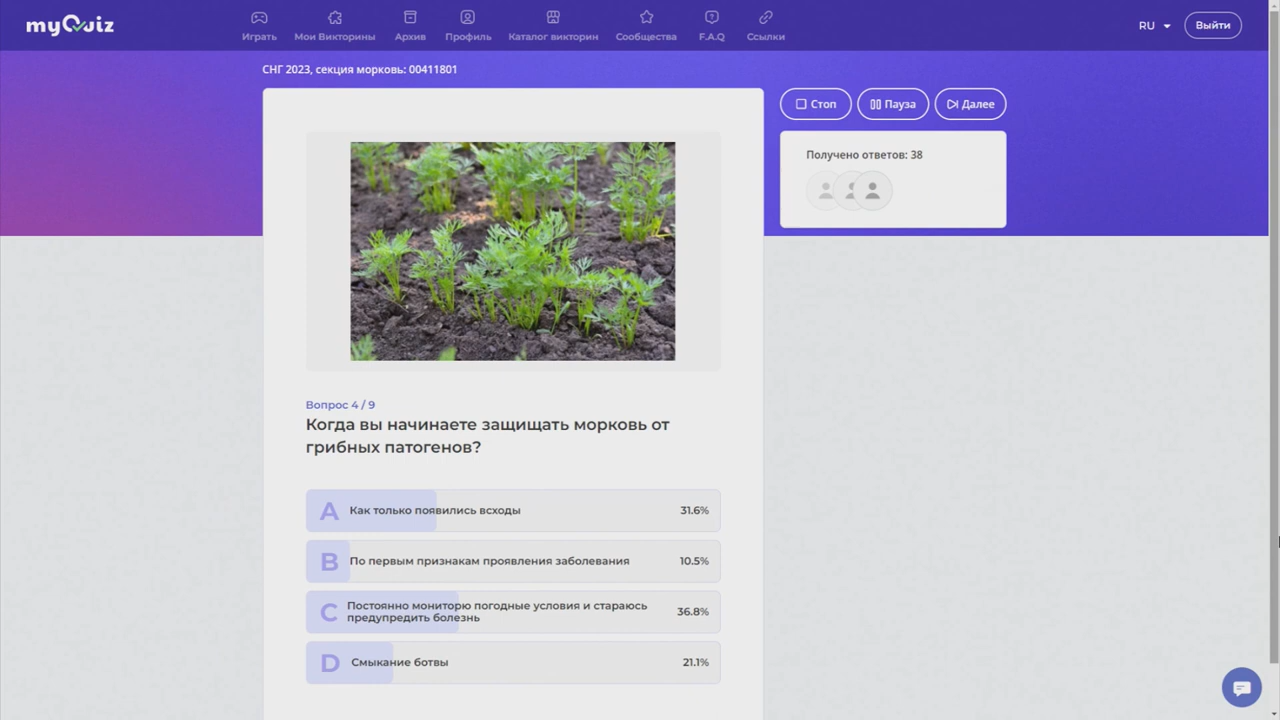 myQuiz
Играть
Мои Викторины
Архив
Профиль
Каталог викторин
Сообщества
F.A.Q
Ссылки
RU
Выйти
СНГ 2023, секция морковь: 00411801
Стоп
Пауза
Далее
Получено ответов: 38
Вопрос 4 / 9
Когда вы начинаете защищать морковь от
грибных патогенов?
A Как только появились всходы 31.6%
B По первым признакам проявления заболевания 10.5%
C Постоянно мониторю погодные условия и стараюсь
предупредить болезнь 36.8%
D Смыкание ботвы 21.1%